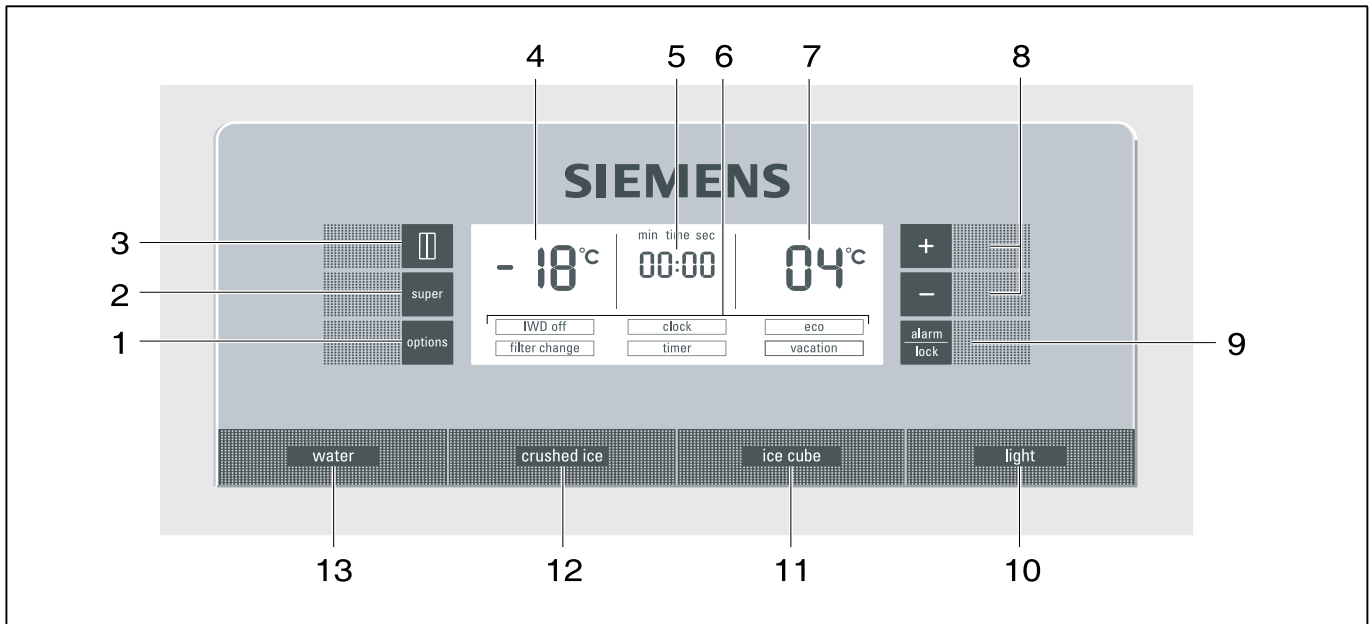 4 5 6 7 8
SIEMENS
3 - 18°C min time sec 04°C +
00:00
2 super −
1 options IWD off clock eco alarm 9
filter change timer vacation lock
water crushed ice ice cube light
13 12 11 10